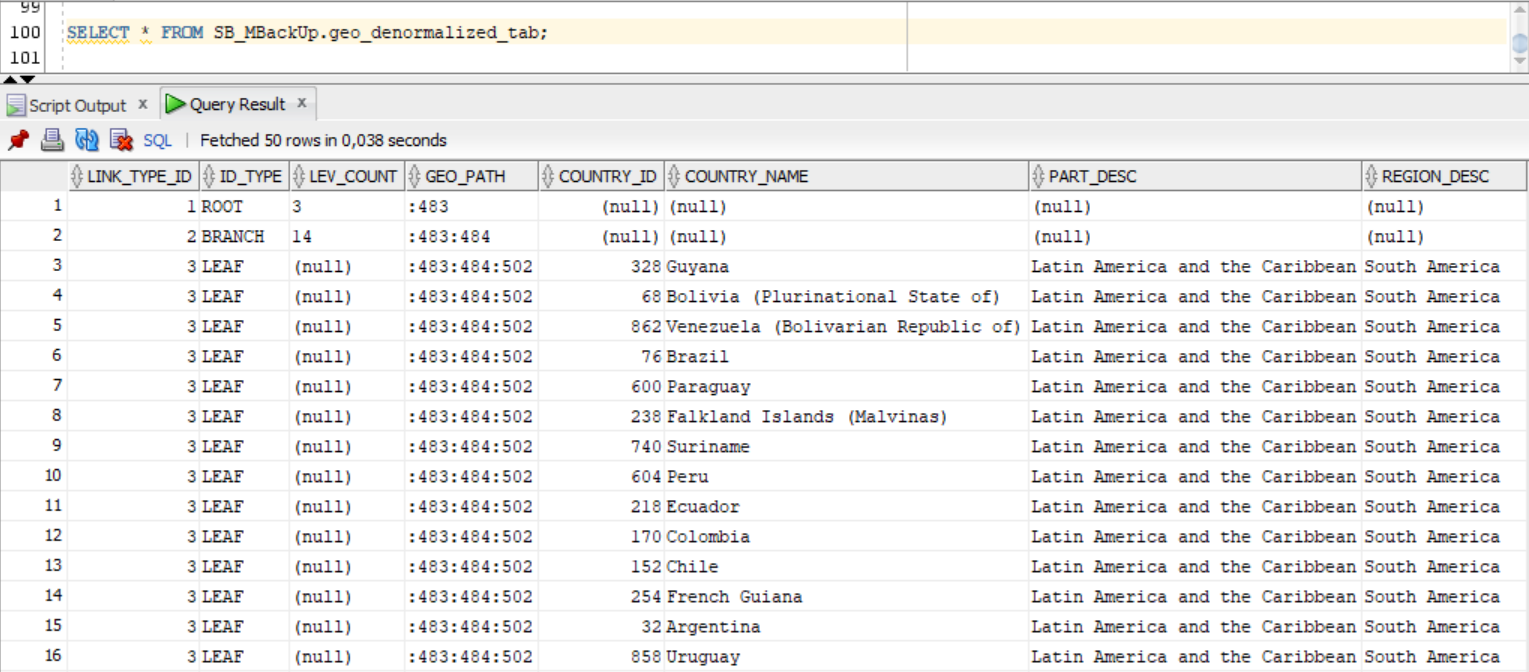 99
100 SELECT * FROM SB_MBackUp.geo_denormalized_tab;
101
Script Output x Query Result x
SQL | Fetched 50 rows in 0,038 seconds
LINK_TYPE_ID ID_TYPE LEV_COUNT GEO_PATH COUNTRY_ID COUNTRY_NAME PART_DESC REGION_DESC
1 1 ROOT 3 :483 (null) (null) (null) (null)
2 2 BRANCH 14 :483:484 (null) (null) (null) (null)
3 3 LEAF (null) :483:484:502 328 Guyana Latin America and the Caribbean South America
4 3 LEAF (null) :483:484:502 68 Bolivia (Plurinational State of) Latin America and the Caribbean South America
5 3 LEAF (null) :483:484:502 862 Venezuela (Bolivarian Republic of) Latin America and the Caribbean South America
6 3 LEAF (null) :483:484:502 76 Brazil Latin America and the Caribbean South America
7 3 LEAF (null) :483:484:502 600 Paraguay Latin America and the Caribbean South America
8 3 LEAF (null) :483:484:502 238 Falkland Islands (Malvinas) Latin America and the Caribbean South America
9 3 LEAF (null) :483:484:502 740 Suriname Latin America and the Caribbean South America
10 3 LEAF (null) :483:484:502 604 Peru Latin America and the Caribbean South America
11 3 LEAF (null) :483:484:502 218 Ecuador Latin America and the Caribbean South America
12 3 LEAF (null) :483:484:502 170 Colombia Latin America and the Caribbean South America
13 3 LEAF (null) :483:484:502 152 Chile Latin America and the Caribbean South America
14 3 LEAF (null) :483:484:502 254 French Guiana Latin America and the Caribbean South America
15 3 LEAF (null) :483:484:502 32 Argentina Latin America and the Caribbean South America
16 3 LEAF (null) :483:484:502 858 Uruguay Latin America and the Caribbean South America